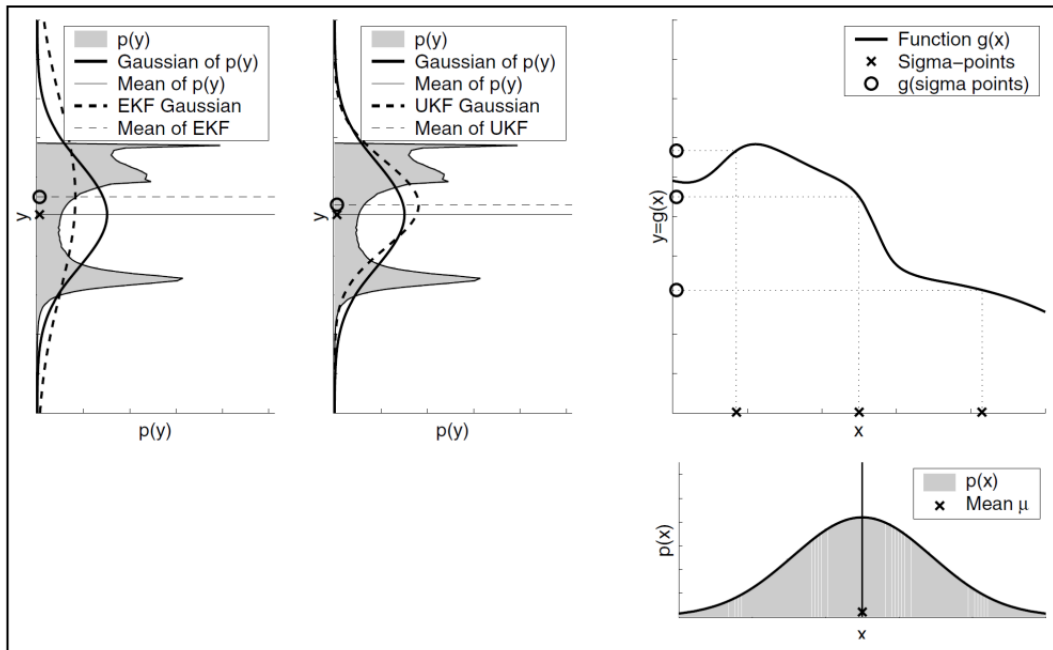 p(y)
Gaussian of p(y)
Mean of p(y)
EKF Gaussian
Mean of EKF
y
p(y)
p(y)
Gaussian of p(y)
Mean of p(y)
UKF Gaussian
Mean of UKF
y
p(y)
Function g(x)
Sigma-points
g(sigma points)
y=g(x)
x
p(x)
Mean μ
p(x)
x